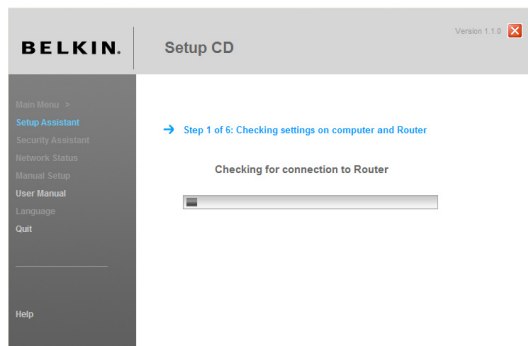 Version 1.1.0
BELKIN.
Setup CD
Main Menu >
Setup Assistant
Security Assistant
Network Status
Manual Setup
User Manual
Language
Quit
Help
Step 1 of 6: Checking settings on computer and Router
Checking for connection to Router